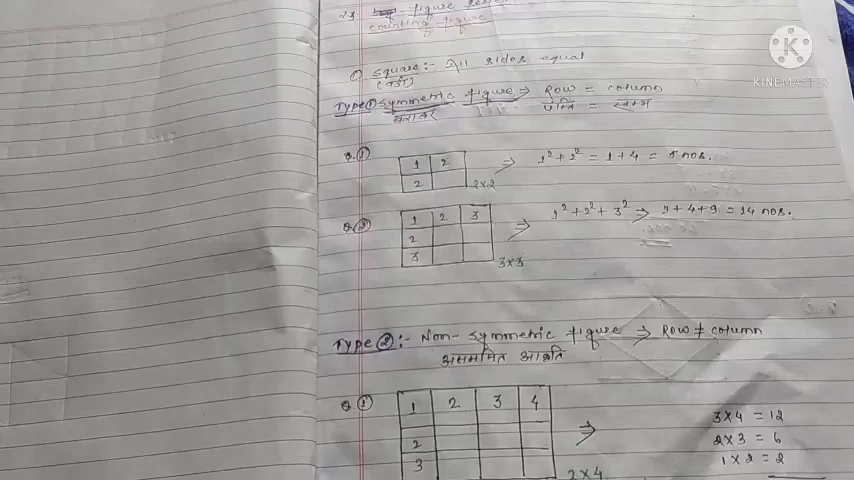 figure series
counting figure
KINEMASTER
① Square:- All sides equal
(वर्ग)
Type① Symmetric figure ⇒ Row = column
बराबर पंक्ति = स्तम्भ
Q.① 1 2 ⇒ 1² + 2² = 1 + 4 = 5 nos.
2 2×2
Q.② 1 2 3 ⇒ 1² + 2² + 3² ⇒ 1 + 4 + 9 = 14 nos.
2
3 3×3
Type②:- Non-symmetric figure ⇒ Row ≠ column
असममित आकृति
Q.① 1 2 3 4 ⇒ 3×4 = 12
2 2×3 = 6
3 1×2 = 2
2×4